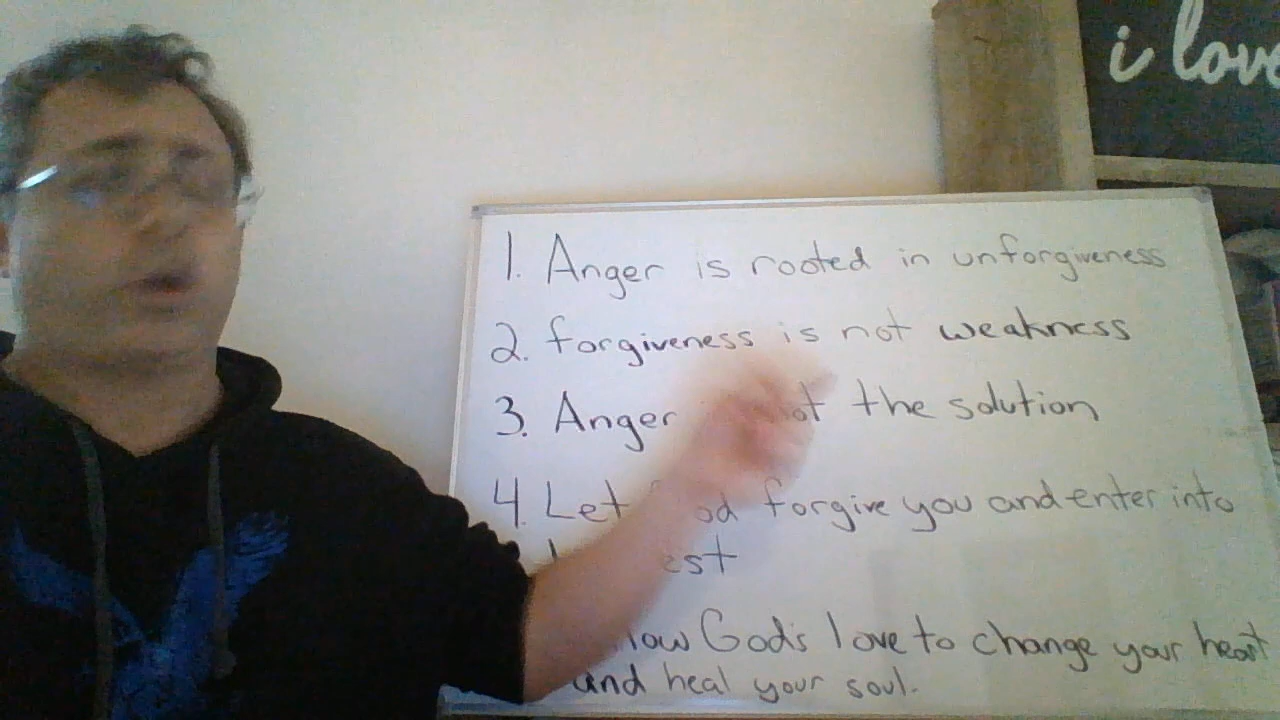 i love
1. Anger is rooted in unforgiveness
2. forgiveness is not weakness
3. Anger the solution
4. Let forgive you and enter into
God's love to change your heart
and heal your soul.